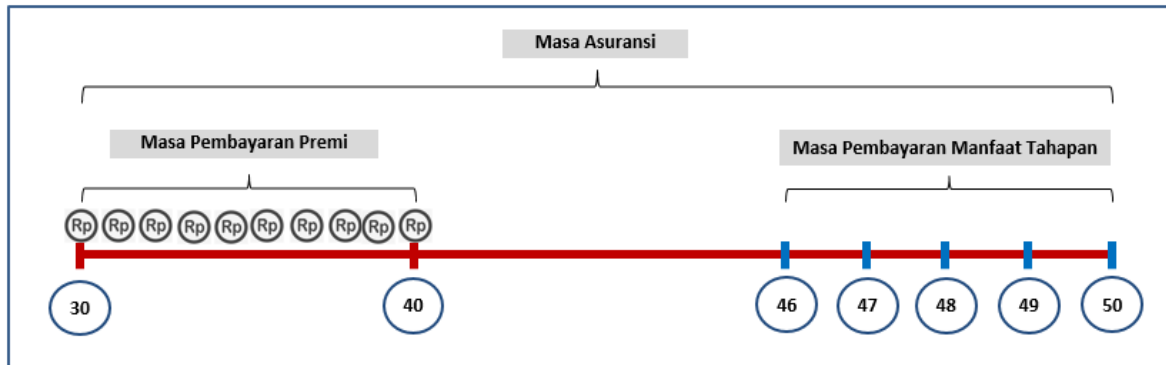 Masa Asuransi
Masa Pembayaran Premi
Masa Pembayaran Manfaat Tahapan
Rp Rp Rp Rp Rp Rp Rp Rp Rp Rp
30 40 46 47 48 49 50